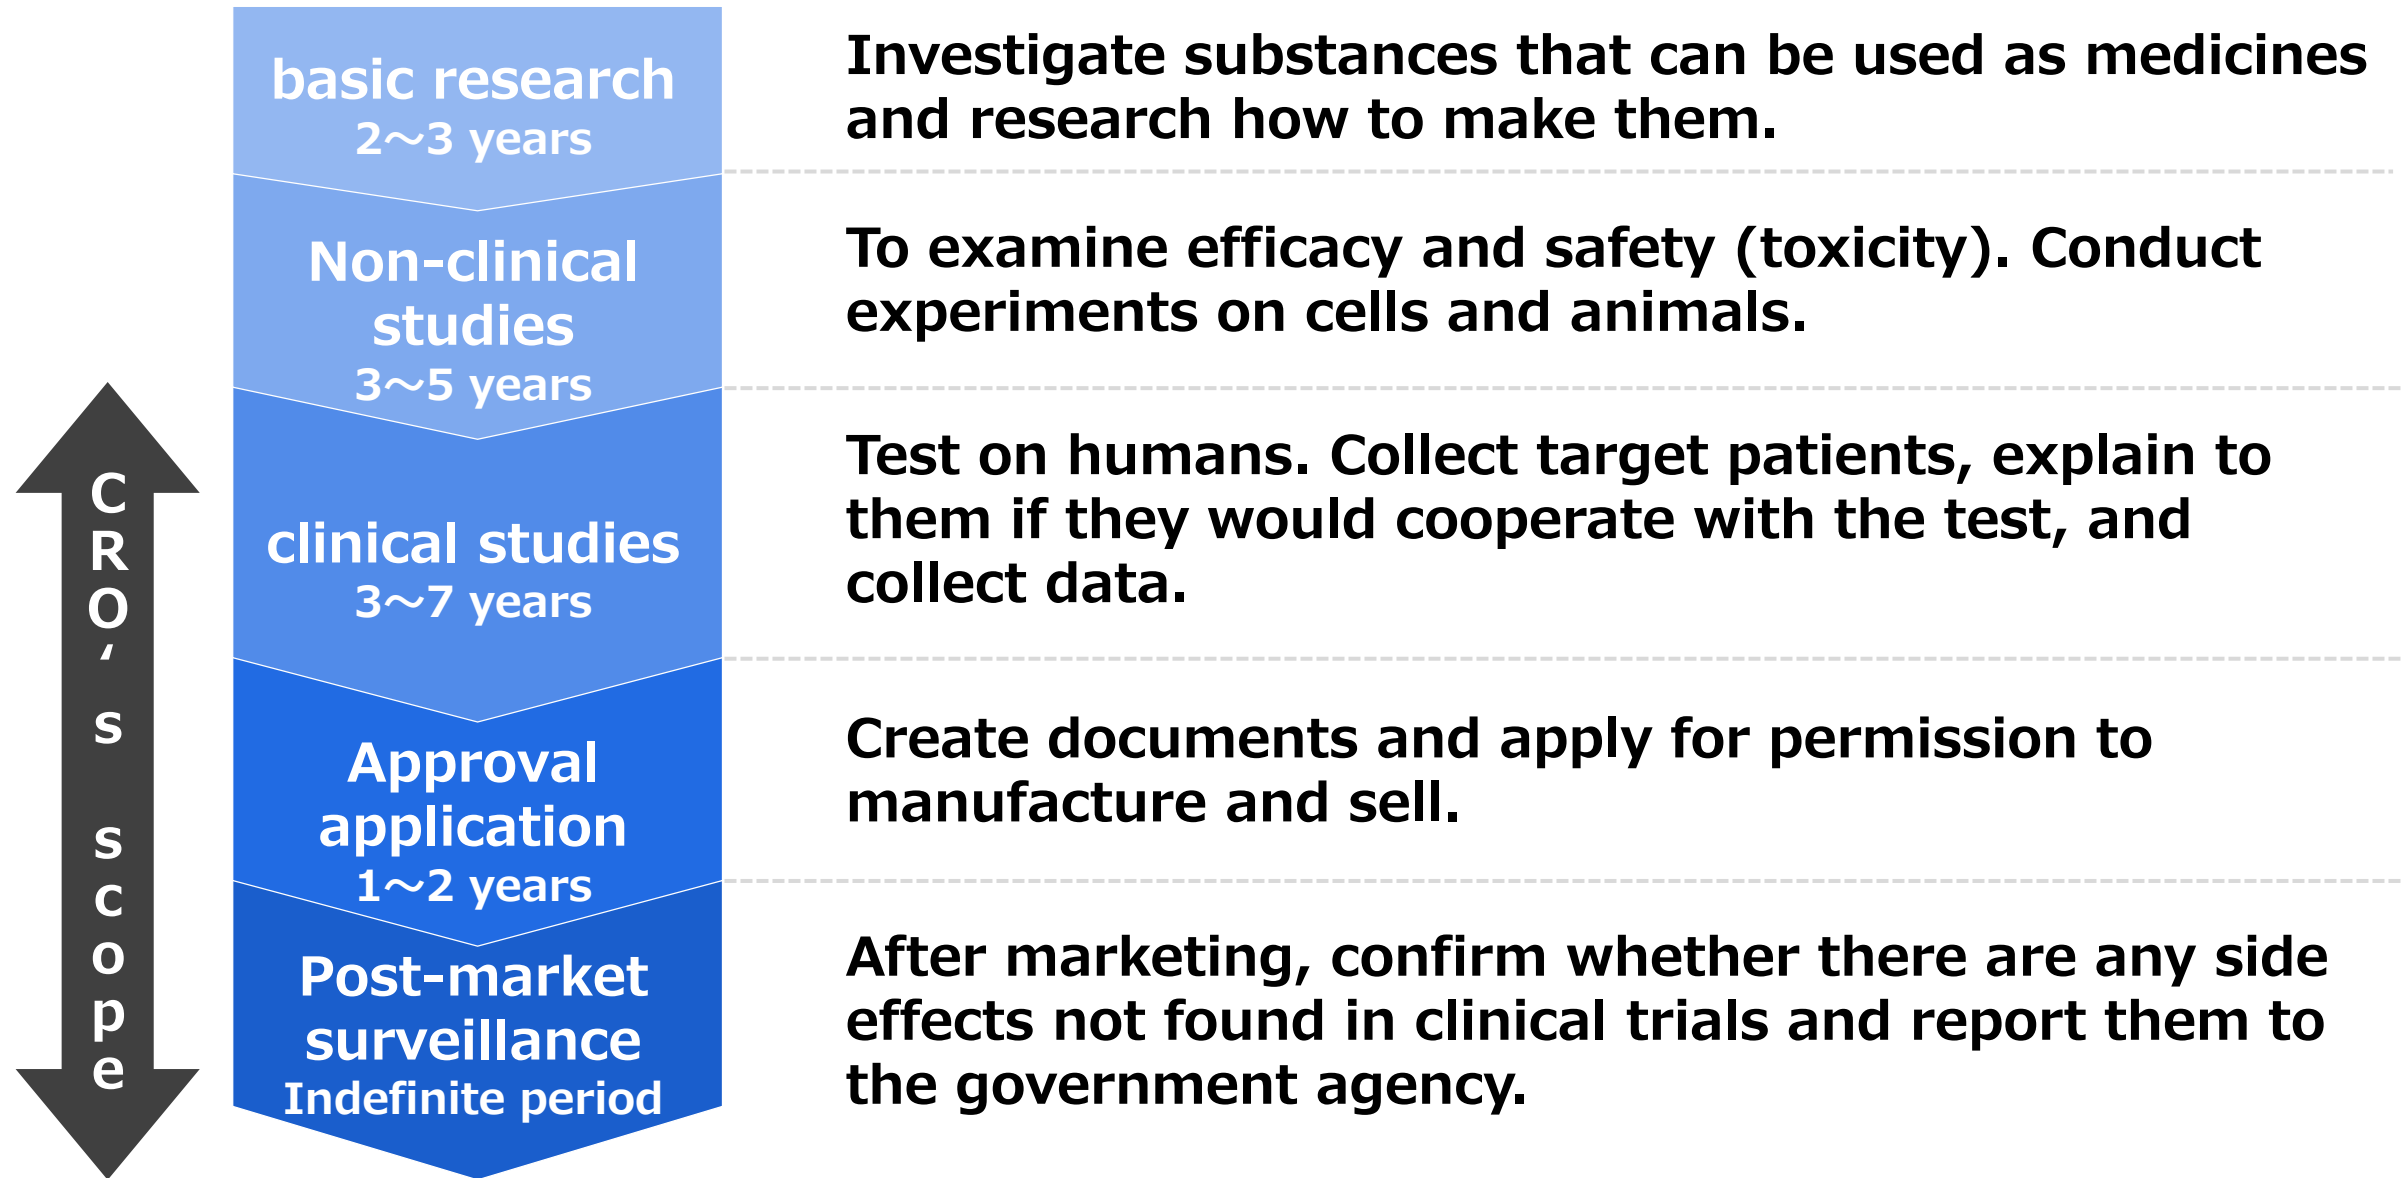 basic research
2～3 years
Investigate substances that can be used as medicines
and research how to make them.
Non-clinical
studies
3～5 years
To examine efficacy and safety (toxicity). Conduct
experiments on cells and animals.
clinical studies
3～7 years
Test on humans. Collect target patients, explain to
them if they would cooperate with the test, and
collect data.
Approval
application
1～2 years
Create documents and apply for permission to
manufacture and sell.
Post-market
surveillance
Indefinite period
After marketing, confirm whether there are any side
effects not found in clinical trials and report them to
the government agency.
CRO‘s scope